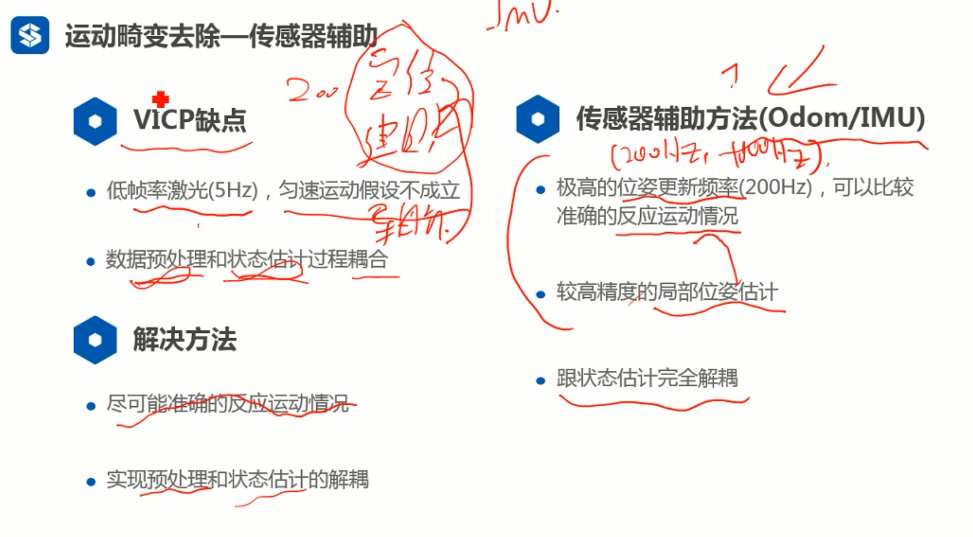 运动畸变去除—传感器辅助
IMU.
200
定位
建图
VICP缺点
低帧率激光(5Hz)，匀速运动假设不成立
数据预处理和状态估计过程耦合
解决方法
尽可能准确的反应运动情况
实现预处理和状态估计的解耦
传感器辅助方法(Odom/IMU)
(200Hz,
极高的位姿更新频率(200Hz)，可以比较
准确的反应运动情况
较高精度的局部位姿估计
跟状态估计完全解耦